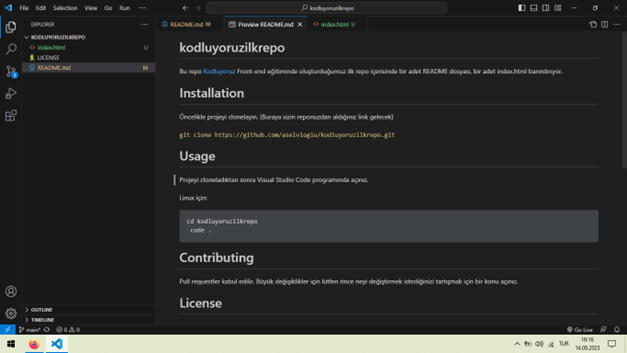 File Edit Selection View Go Run ...
kodluyoruzilkrepo
EXPLORER ...
README.md M
Preview README.md
index.html U
KODLUYORUZILKREPO
index.html U
LICENSE
README.md M
kodluyoruzilkrepo
Bu repo Kodluyoruz Front-end eğitiminde oluşturduğumuz ilk repo içerisinde bir adet README dosyası, bir adet index.html barındırıyor.
Installation
Öncelikle projeyi clonelayın. (Buraya sizin reponuzdan aldığınız link gelecek)
git clone https://github.com/aselvioglu/kodluyoruzilkrepo.git
Usage
Projeyi cloneladıktan sonra Visual Studio Code programında açınız.
Linux için:
cd kodluyoruzilkrepo
code .
Contributing
Pull requestler kabul edilir. Büyük değişiklikler için lütfen önce neyi değiştirmek istediğinizi tartışmak için bir konu açınız.
License
OUTLINE
TIMELINE
main* 0 0
Go Live
TUR
16:16
14.08.2023